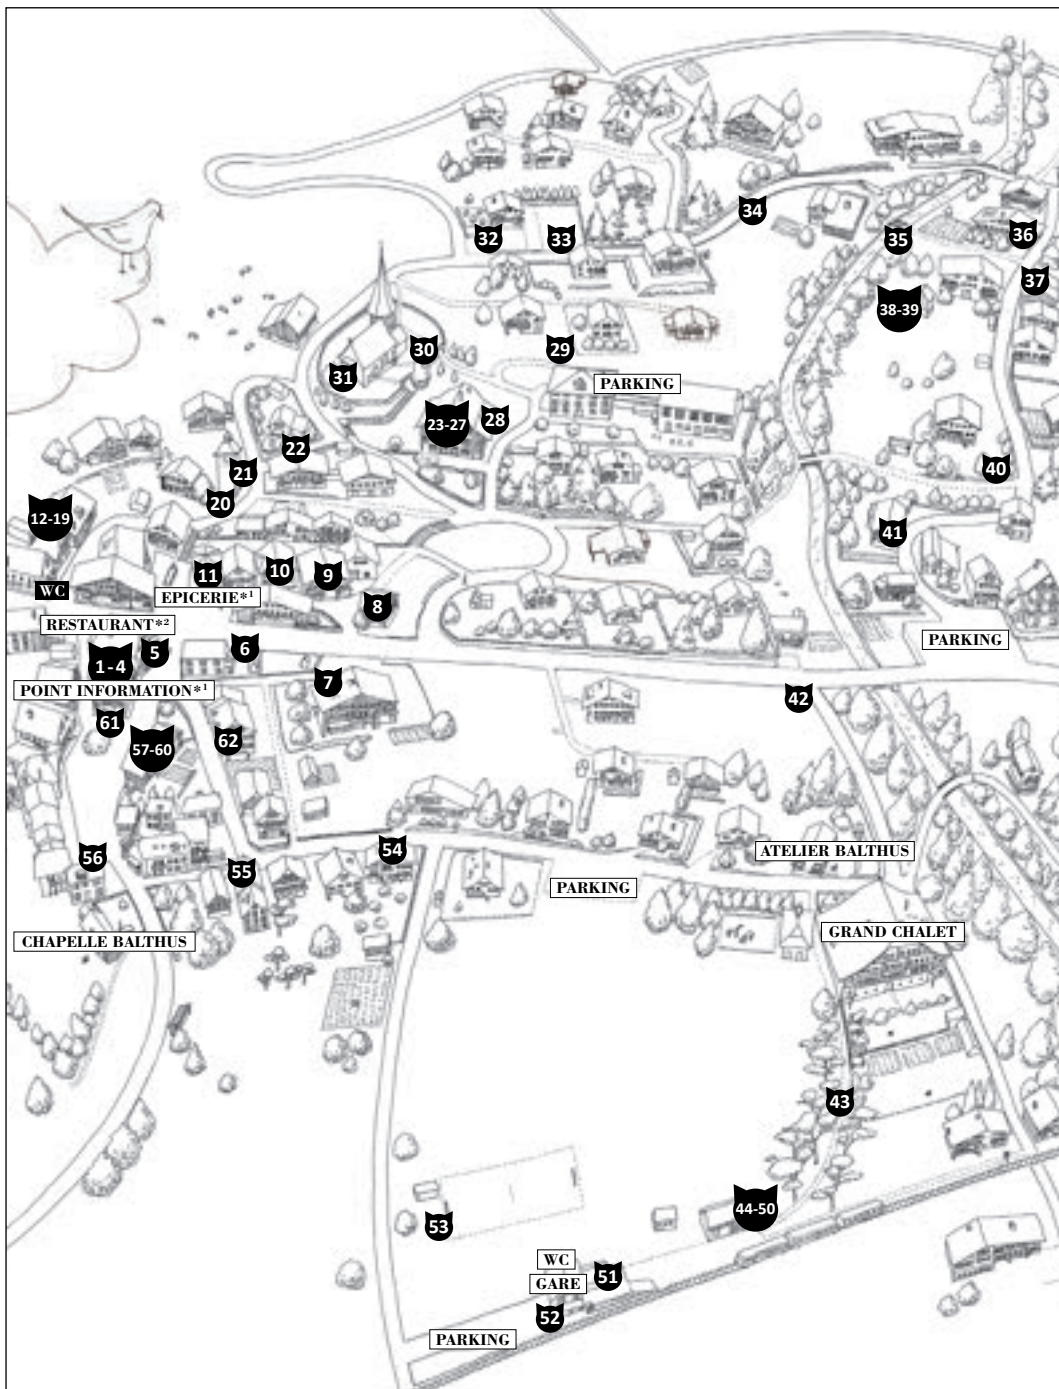 34
35
36
32
33
37
38-39
30
29
31
PARKING
23-27
28
22
21
40
20
12-19
41
11
10
9
WC
EPICERIE*¹
8
RESTAURANT*²
5
6
PARKING
1-4
7
POINT INFORMATION*¹
42
61
62
57-60
54
ATELIER BALTHUS
56
55
PARKING
GRAND CHALET
CHAPELLE BALTHUS
43
44-50
53
WC
51
GARE
52
PARKING